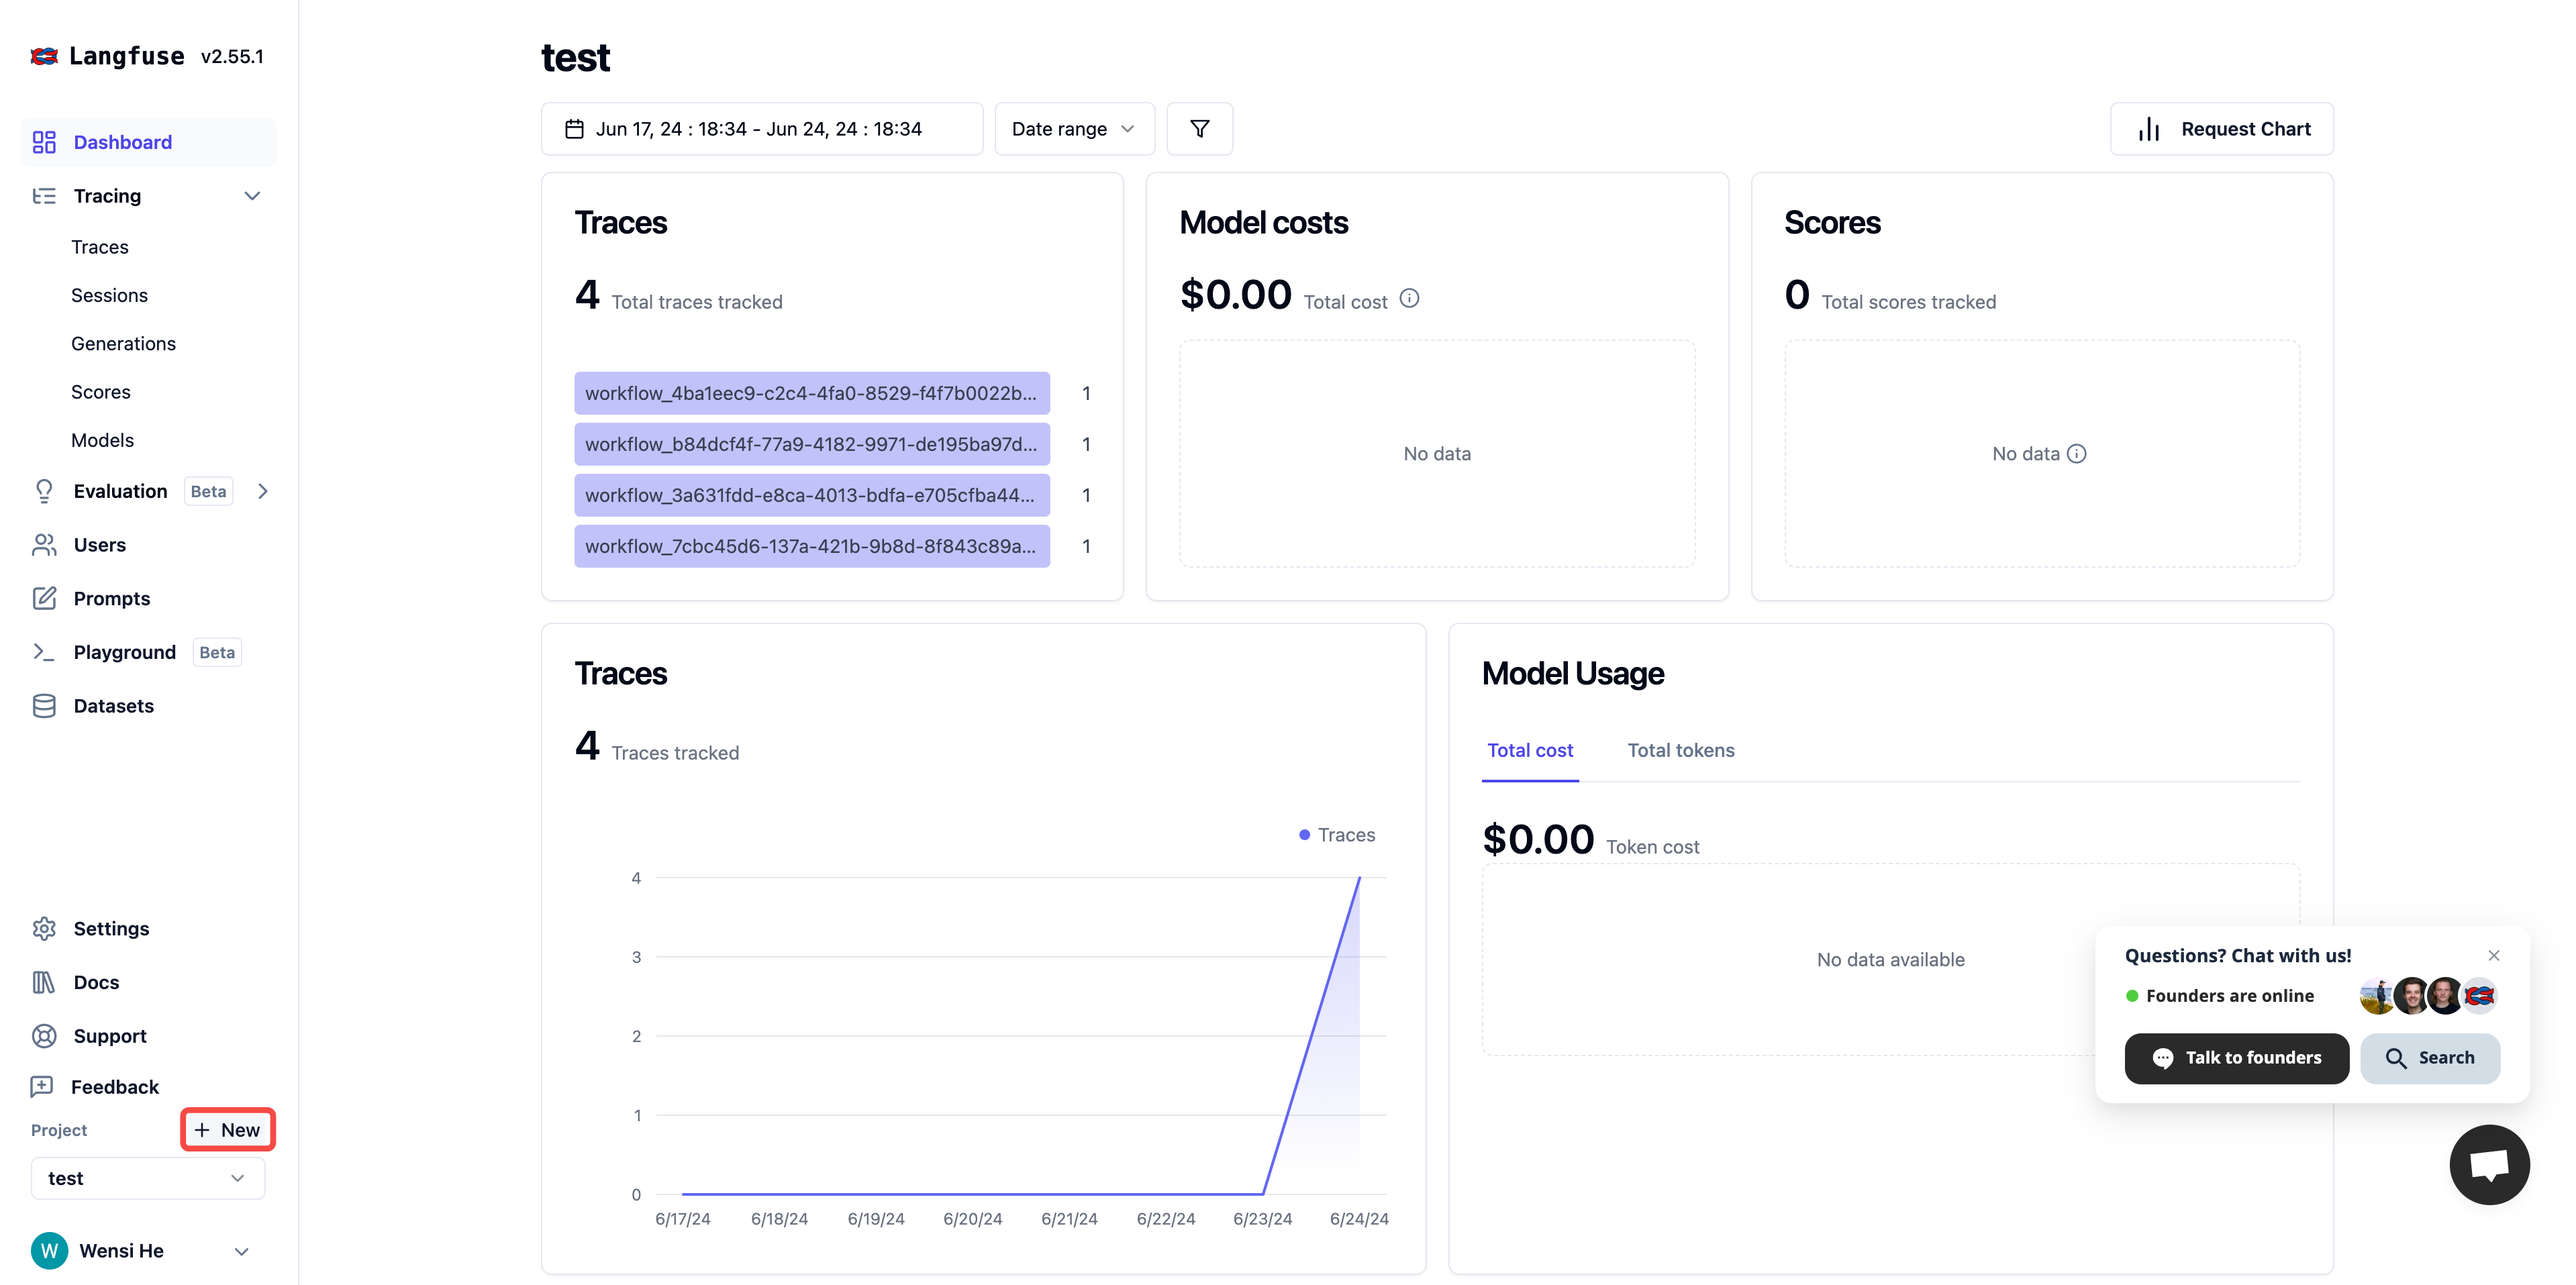 Langfuse v2.55.1
Dashboard
Tracing
Traces
Sessions
Generations
Scores
Models
Evaluation Beta
Users
Prompts
Playground Beta
Datasets
Settings
Docs
Support
Feedback
Project + New
test
W Wensi He
test
Jun 17, 24 : 18:34 - Jun 24, 24 : 18:34
Date range
Request Chart
Traces
4 Total traces tracked
workflow_4ba1eec9-c2c4-4fa0-8529-f4f7b0022b... 1
workflow_b84dcf4f-77a9-4182-9971-de195ba97d... 1
workflow_3a631fdd-e8ca-4013-bdfa-e705cfba44... 1
workflow_7cbc45d6-137a-421b-9b8d-8f843c89a... 1
Model costs
$0.00 Total cost
No data
Scores
0 Total scores tracked
No data
Traces
4 Traces tracked
Traces
4
3
2
1
0
6/17/24 6/18/24 6/19/24 6/20/24 6/21/24 6/22/24 6/23/24 6/24/24
Model Usage
Total cost Total tokens
$0.00 Token cost
No data available
Questions? Chat with us!
Founders are online
Talk to founders
Search